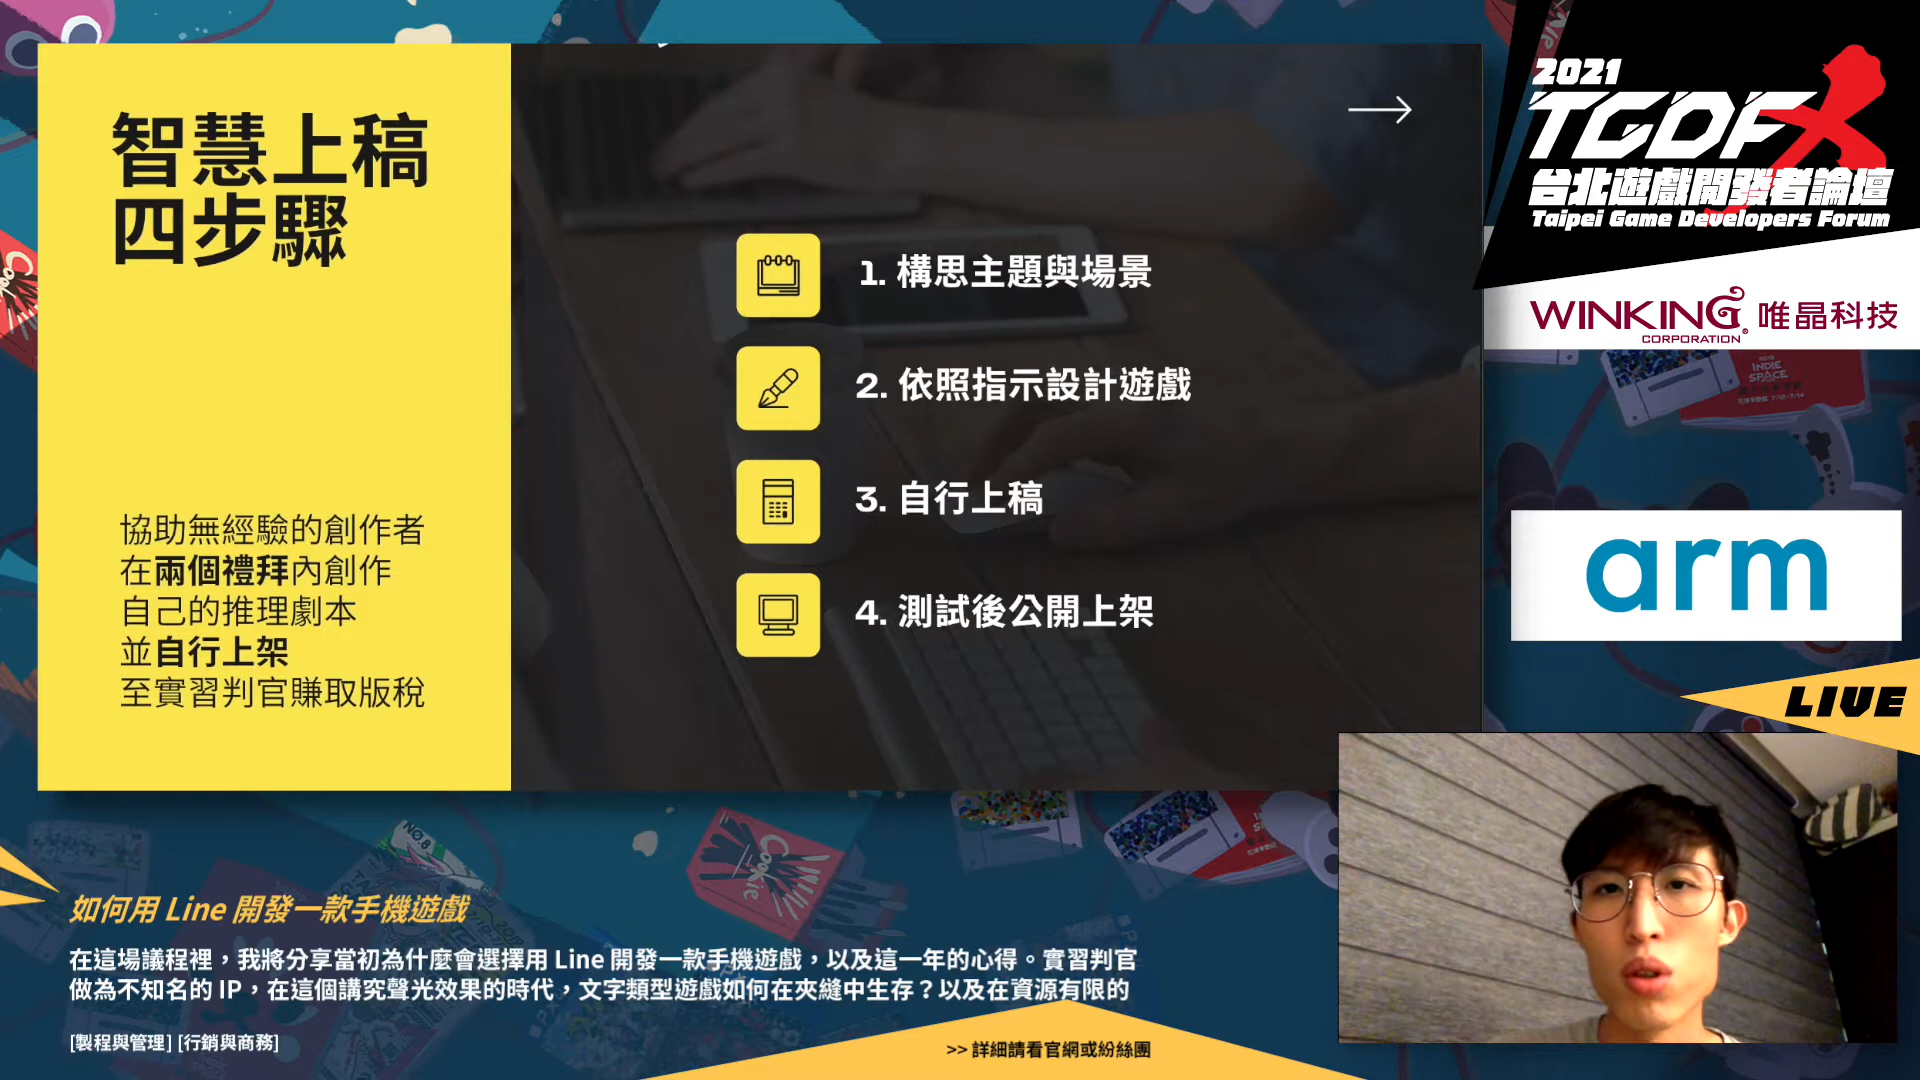 智慧上稿
四步驟
協助無經驗的創作者
在兩個禮拜內創作
自己的推理劇本
並自行上架
至實習判官賺取版稅
1. 構思主題與場景
2. 依照指示設計遊戲
3. 自行上稿
4. 測試後公開上架
2021
TGDF
台北遊戲開發者論壇
Taipei Game Developers Forum
WINKING 唯晶科技
CORPORATION
INDIE
SPACE
arm
LIVE
NO.8
Cookie
如何用 Line 開發一款手機遊戲
在這場議程裡,我將分享當初為什麼會選擇用 Line 開發一款手機遊戲,以及這一年的心得。實習判官
做為不知名的 IP,在這個講究聲光效果的時代,文字類型遊戲如何在夾縫中生存?以及在資源有限的
[製程與管理] [行銷與商務]
>> 詳細請看官網或紛絲團